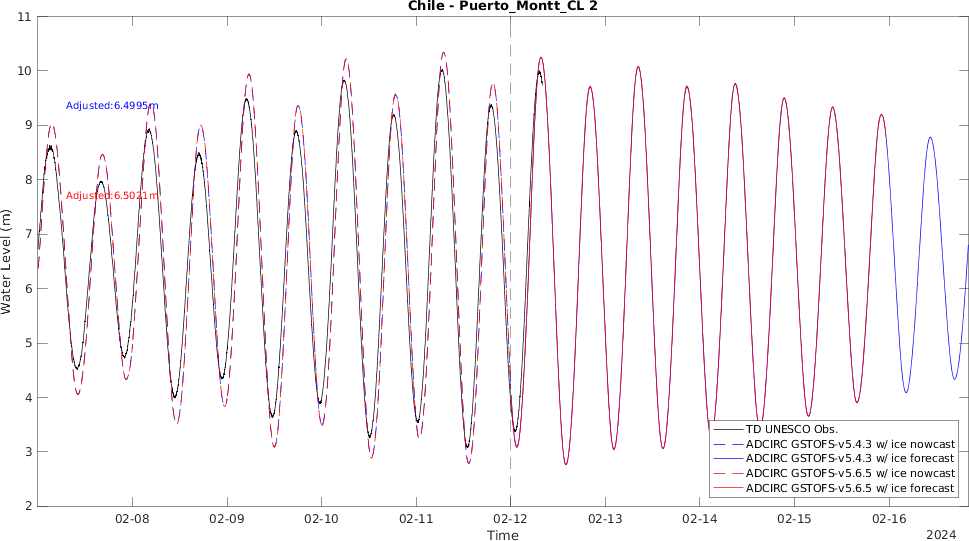 Chile - Puerto_Montt_CL 2
11
10
9
8
7
6
5
4
3
2
Water Level (m)
Adjusted:6.4995m
Adjusted:6.5021m
TD UNESCO Obs.
ADCIRC GSTOFS-v5.4.3 w/ ice nowcast
ADCIRC GSTOFS-v5.4.3 w/ ice forecast
ADCIRC GSTOFS-v5.6.5 w/ ice nowcast
ADCIRC GSTOFS-v5.6.5 w/ ice forecast
02-08 02-09 02-10 02-11 02-12 02-13 02-14 02-15 02-16
Time
2024